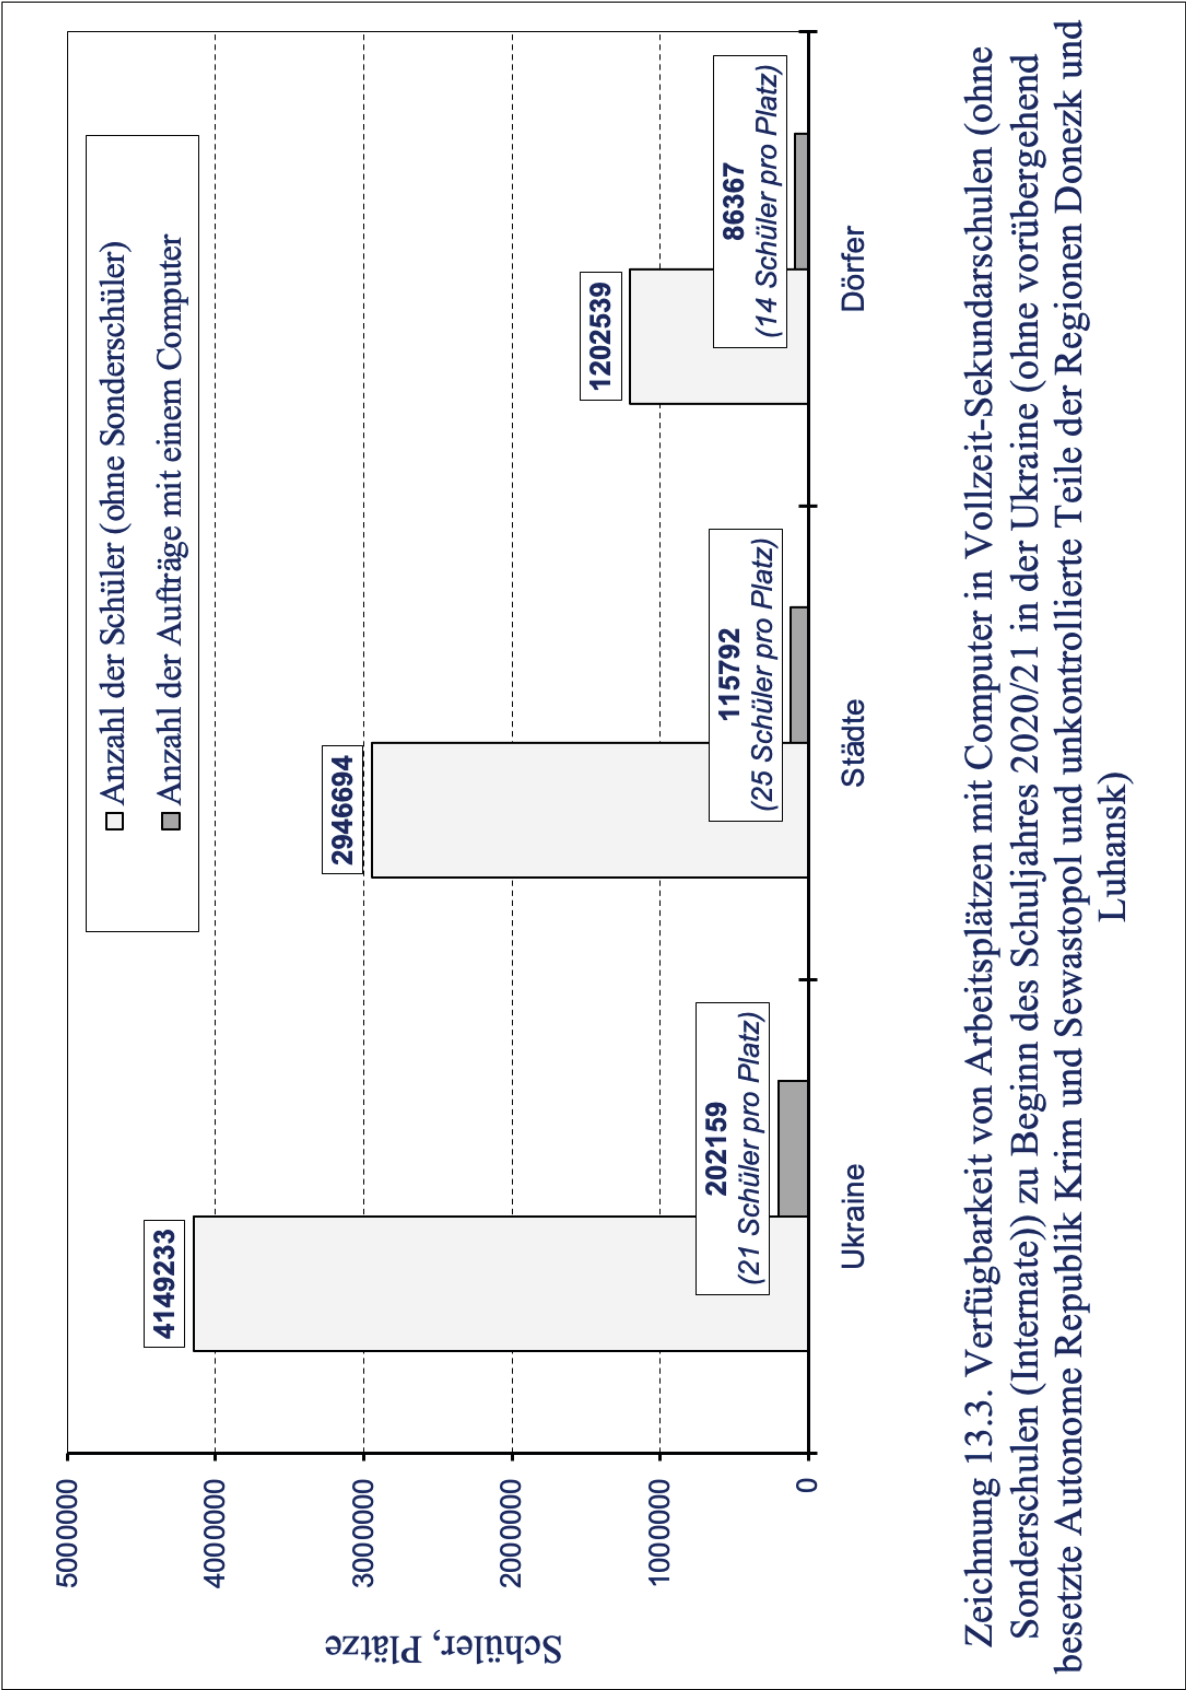 Anzahl der Schüler (ohne Sonderschüler)
Anzahl der Aufträge mit einem Computer
Schüler, Plätze
5000000
4000000
3000000
2000000
1000000
0
4149233
202159
(21 Schüler pro Platz)
2946694
115792
(25 Schüler pro Platz)
1202539
86367
(14 Schüler pro Platz)
Ukraine
Städte
Dörfer
Zeichnung 13.3. Verfügbarkeit von Arbeitsplätzen mit Computer in Vollzeit-Sekundarschulen (ohne
Sonderschulen (Internate)) zu Beginn des Schuljahres 2020/21 in der Ukraine (ohne vorübergehend
besetzte Autonome Republik Krim und Sewastopol und unkontrollierte Teile der Regionen Donezk und
Luhansk)